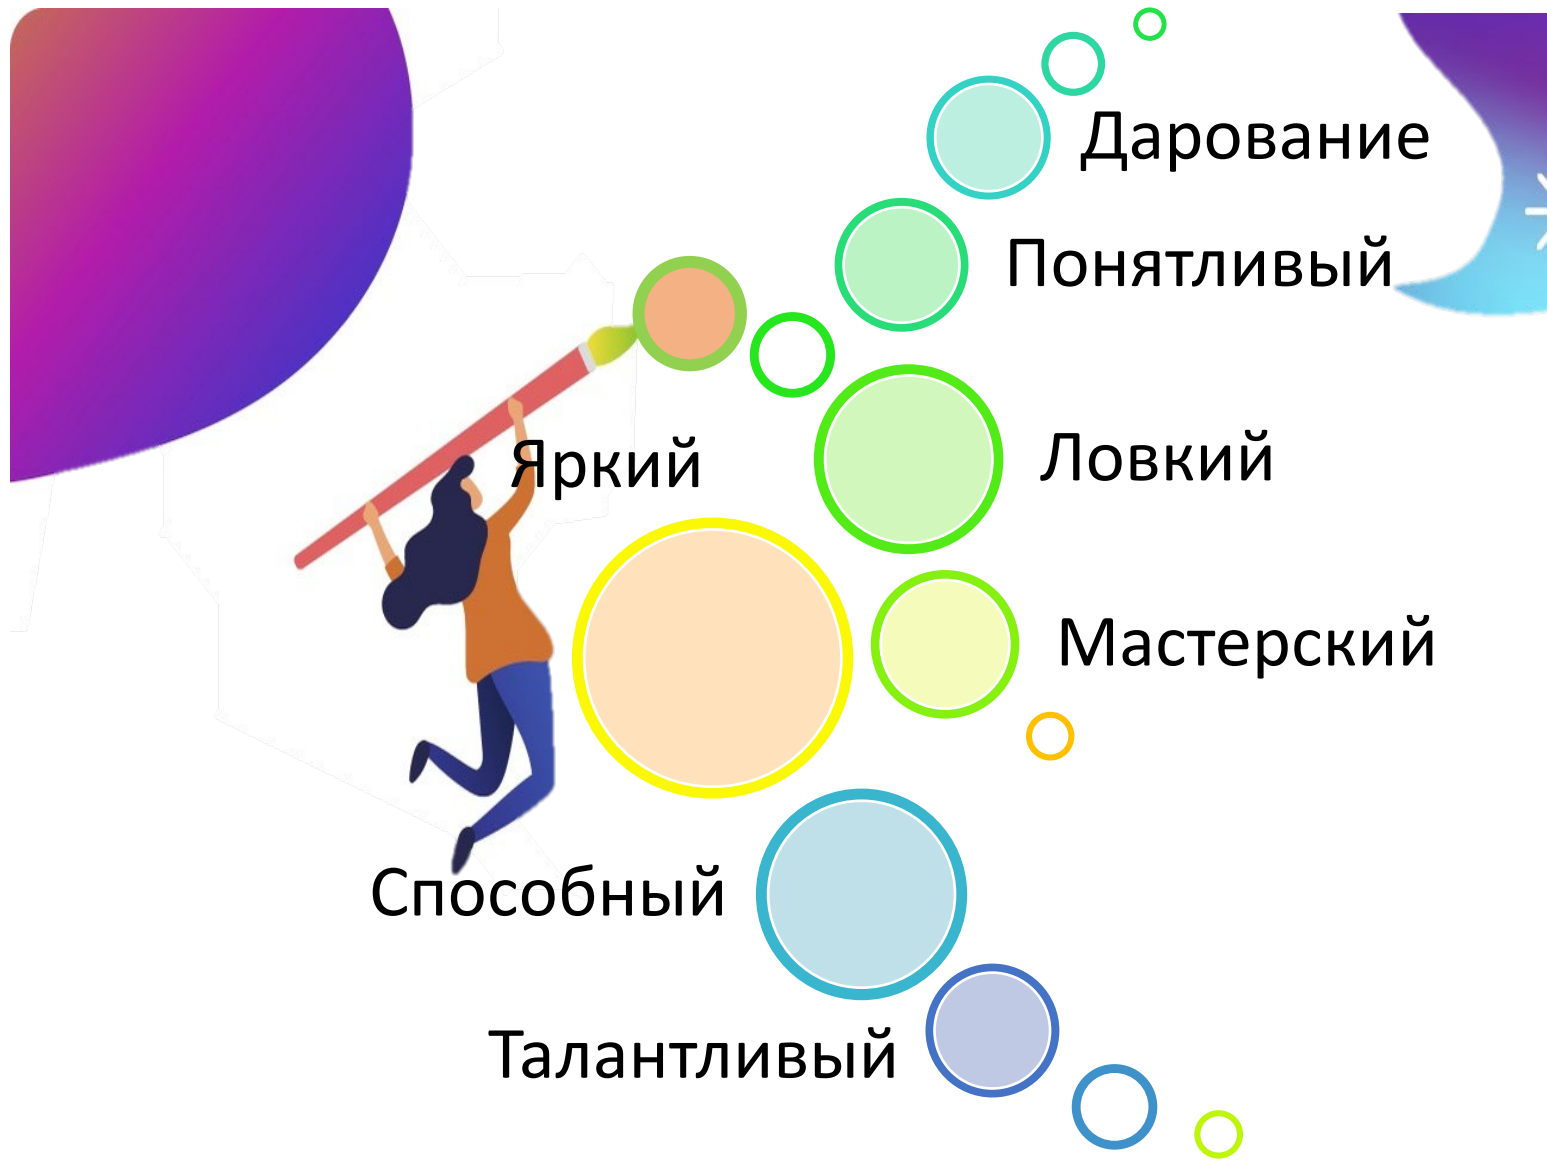 Дарование
Понятливый
Яркий
Ловкий
Мастерский
Способный
Талантливый